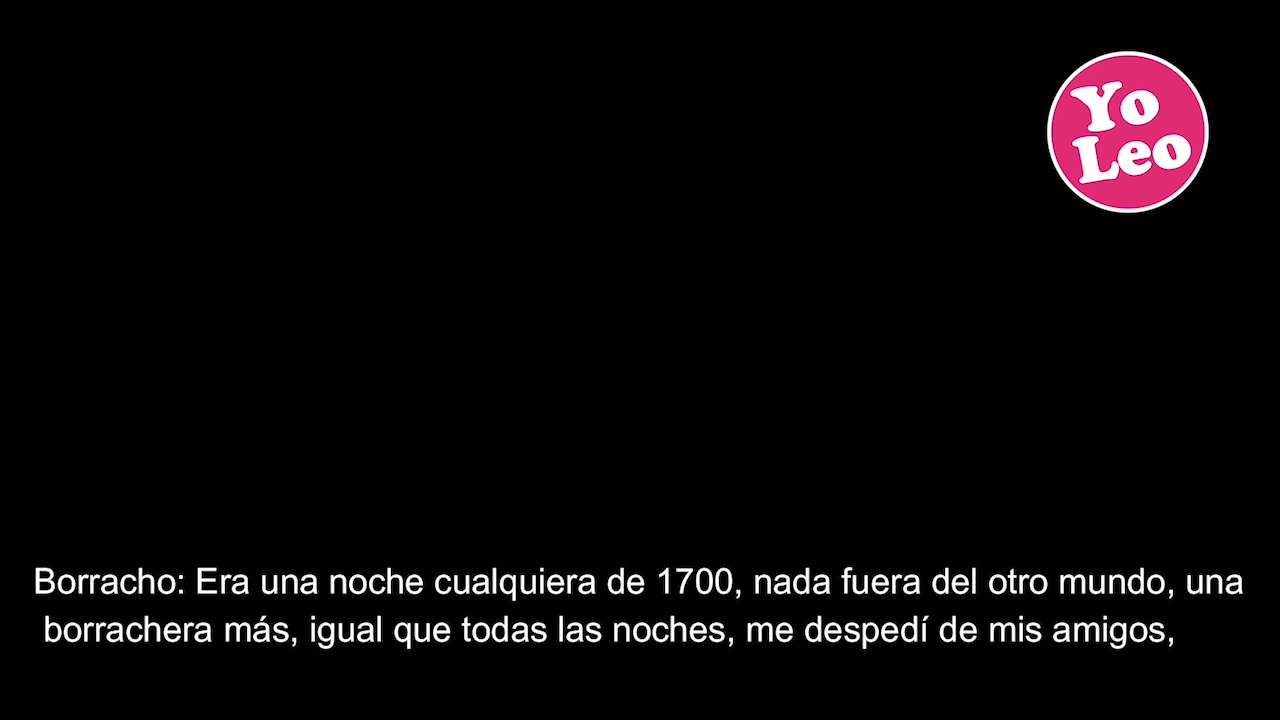 Yo
Leo
Borracho: Era una noche cualquiera de 1700, nada fuera del otro mundo, una
borrachera más, igual que todas las noches, me despedí de mis amigos,